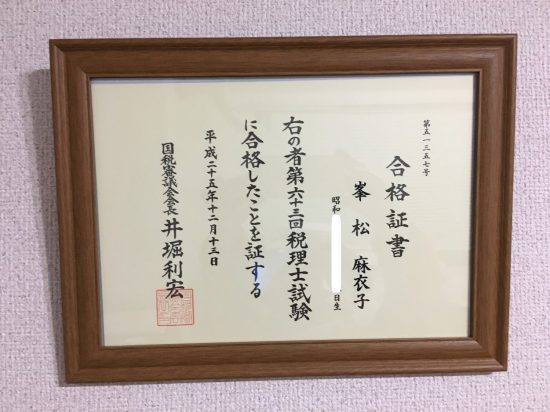 第五一三五七号
合格証書
峯松麻衣子
昭和 日生
右の者第六十三回税理士試験
に合格したことを証する
平成二十五年十二月十三日
国税審議会会長 井堀利宏